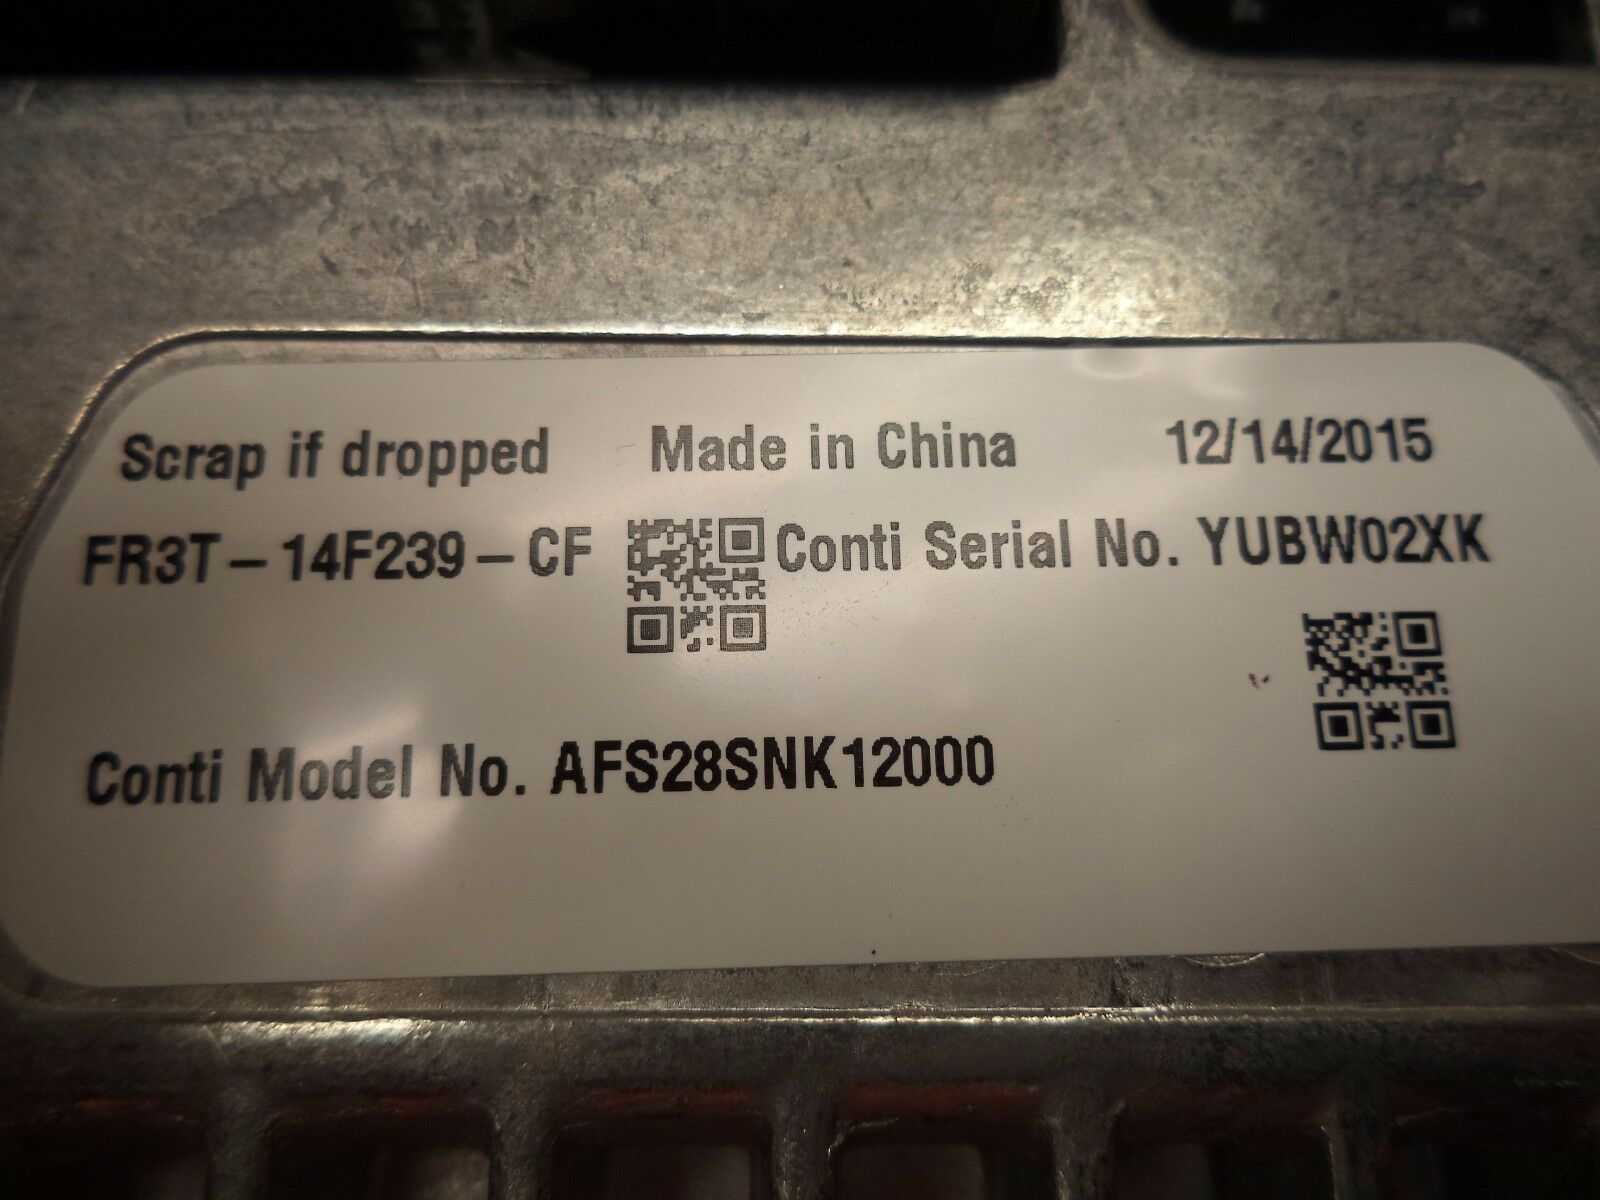 Scrap if dropped Made in China 12/14/2015
FR3T-14F239-CF Conti Serial No. YUBW02XK
Conti Model No. AFS28SNK12000